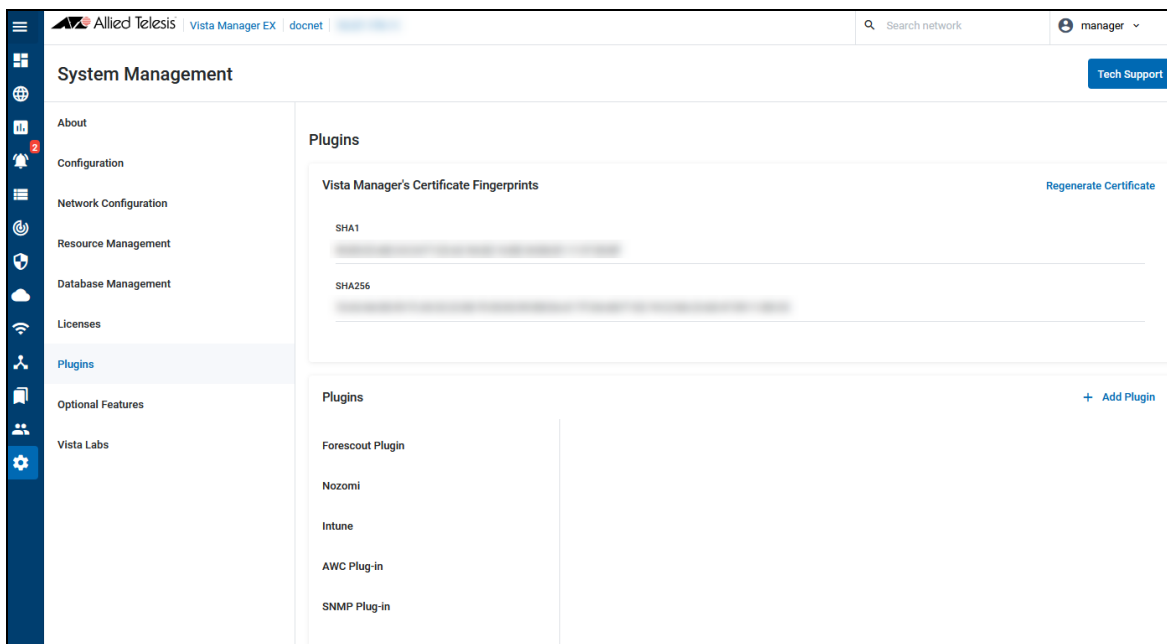 Allied Telesis Vista Manager EX docnet
Search network
manager
System Management
Tech Support
2
About
Configuration
Network Configuration
Resource Management
Database Management
Licenses
Plugins
Optional Features
Vista Labs
Plugins
Vista Manager's Certificate Fingerprints
Regenerate Certificate
SHA1
SHA256
Plugins
+ Add Plugin
Forescout Plugin
Nozomi
Intune
AWC Plug-in
SNMP Plug-in